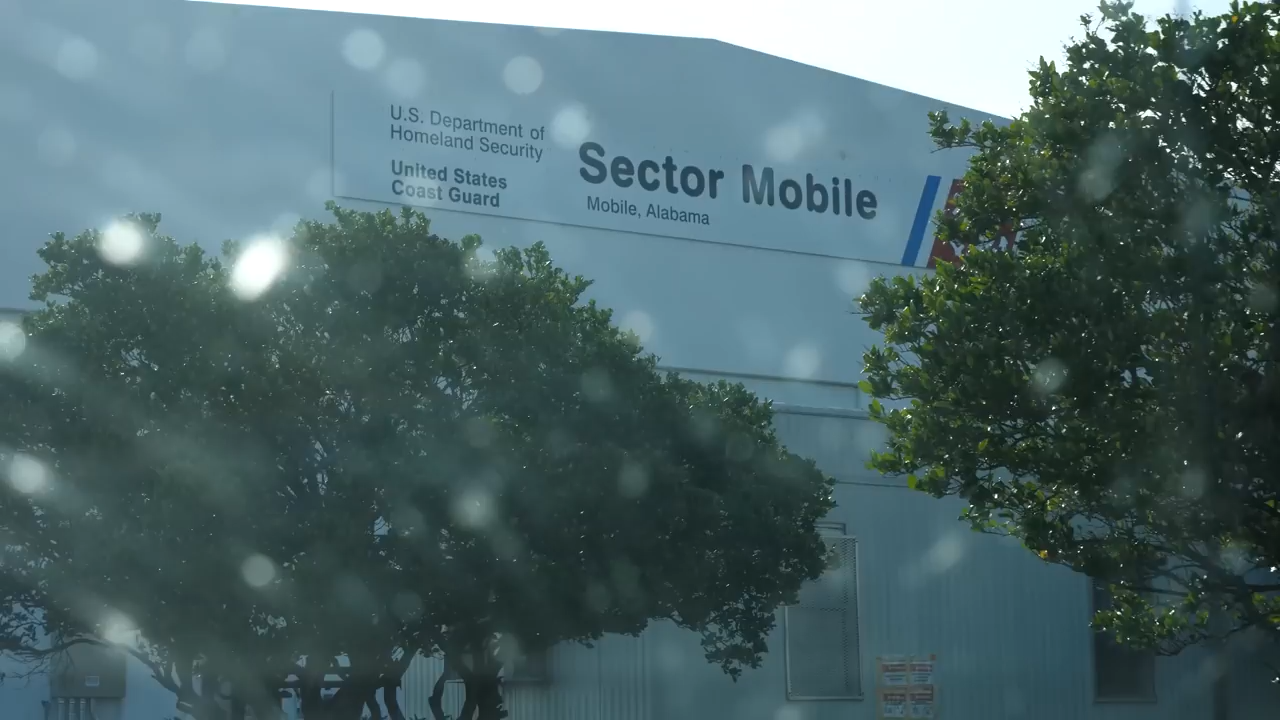 U.S. Department of
Homeland Security
United States
Coast Guard
Sector Mobile
Mobile, Alabama